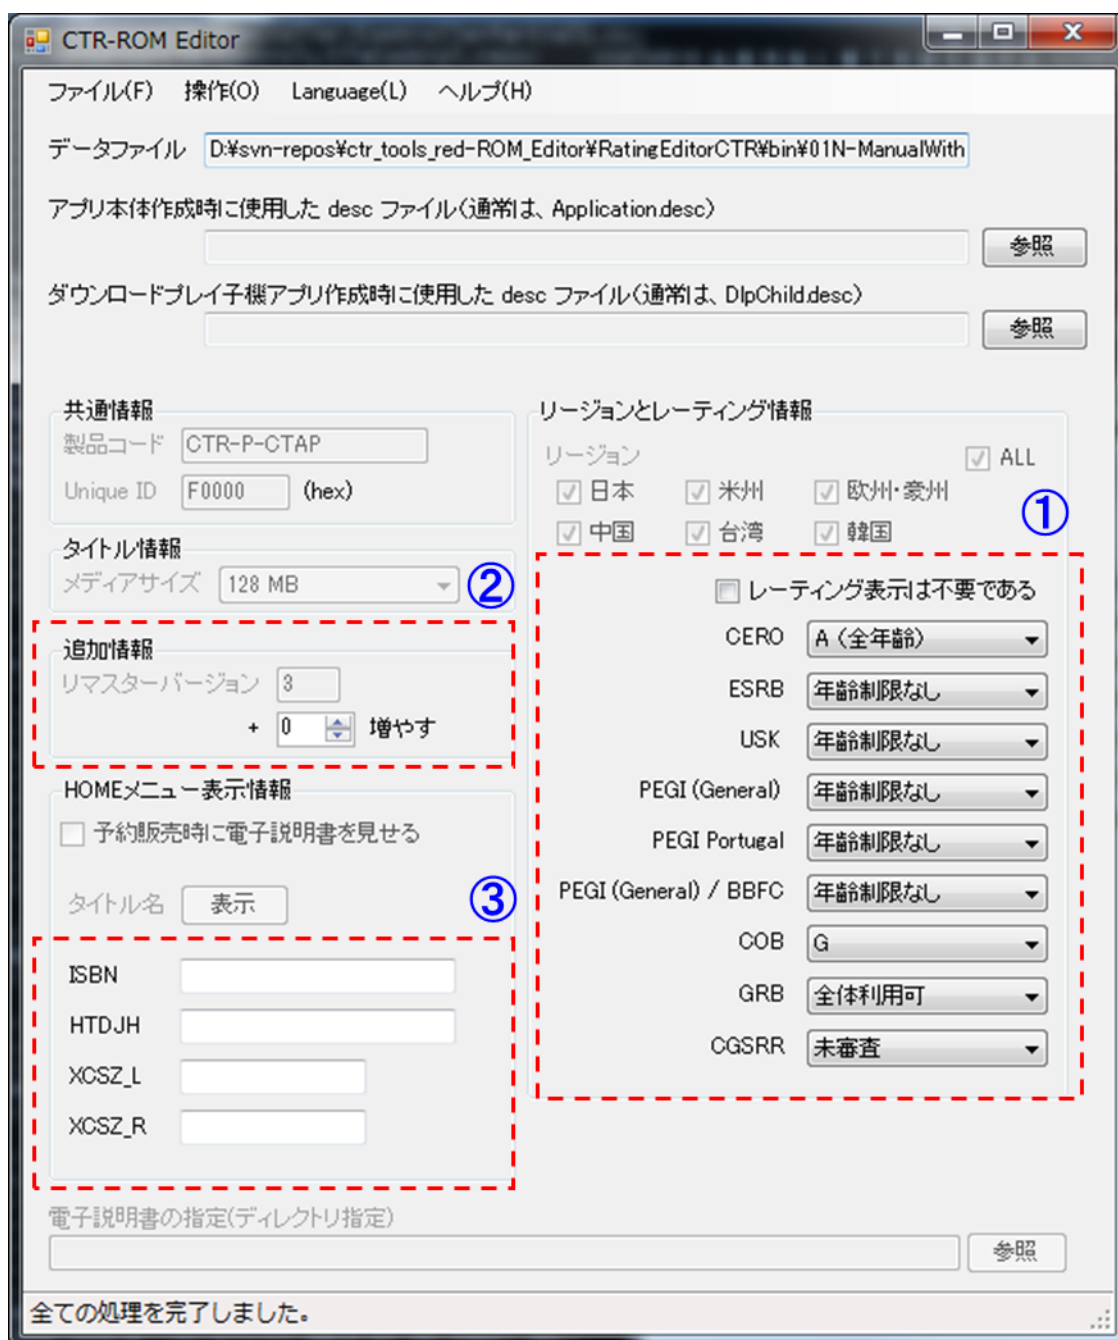 CTR-ROM Editor
ファイル(F) 操作(O) Language(L) ヘルプ(H)
データファイル D:¥svn-repos¥ctr_tools_red-ROM_Editor¥RatingEditorCTR¥bin¥01N-ManualWith
アプリ本体作成時に使用した desc ファイル(通常は、Application.desc)
参照
ダウンロードプレイ子機アプリ作成時に使用した desc ファイル(通常は、DlpChild.desc)
参照
共通情報
製品コード CTR-P-CTAP
Unique ID F0000 (hex)
タイトル情報
メディアサイズ 128 MB
②
追加情報
リマスターバージョン 3
+ 0 増やす
HOMEメニュー表示情報
予約販売時に電子説明書を見せる
タイトル名 表示
③
ISBN
HTDJH
XCSZ_L
XCSZ_R
リージョンとレーティング情報
リージョン ALL
日本 米州 欧州・豪州
中国 台湾 韓国
①
レーティング表示は不要である
CERO A (全年齢)
ESRB 年齢制限なし
USK 年齢制限なし
PEGI (General) 年齢制限なし
PEGI Portugal 年齢制限なし
PEGI (General) / BBFC 年齢制限なし
COB G
GRB 全体利用可
CGSRR 未審査
電子説明書の指定(ディレクトリ指定)
参照
全ての処理を完了しました。